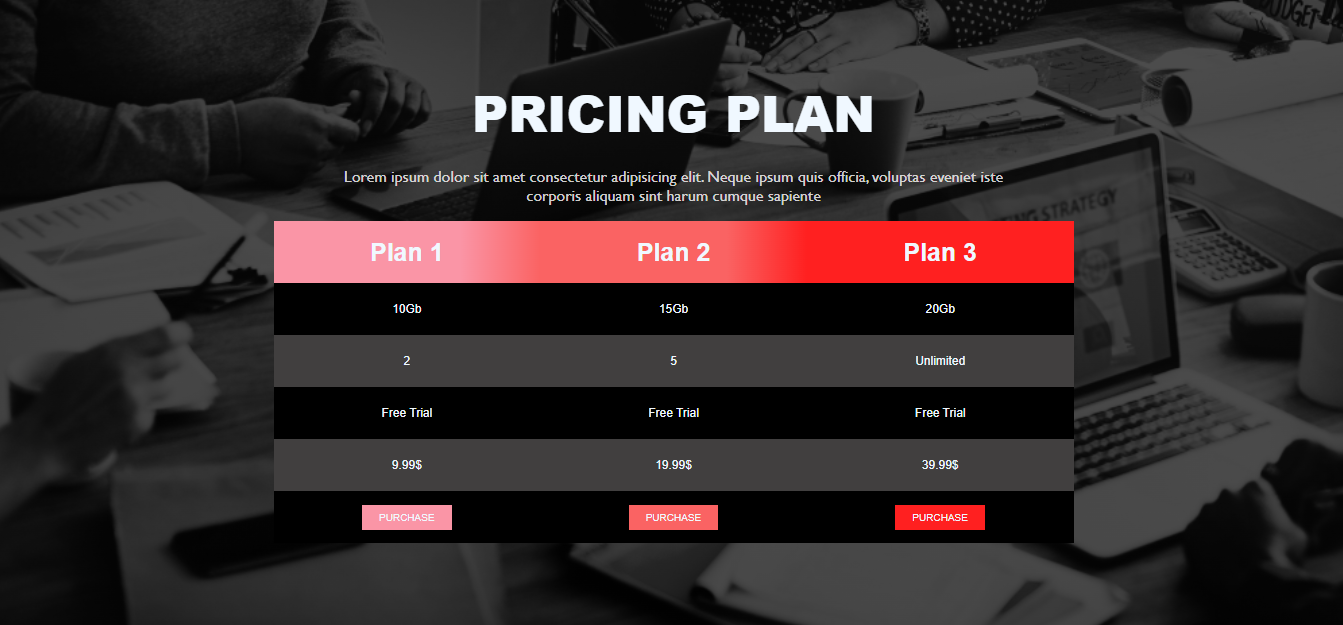 BUDGET
PRICING PLAN
Lorem ipsum dolor sit amet consectetur adipisicing elit. Neque ipsum quis officia, voluptas eveniet iste
corporis aliquam sint harum cumque sapiente
STRATEGY
Plan 1 Plan 2 Plan 3
10Gb 15Gb 20Gb
2 5 Unlimited
Free Trial Free Trial Free Trial
9.99$ 19.99$ 39.99$
PURCHASE PURCHASE PURCHASE